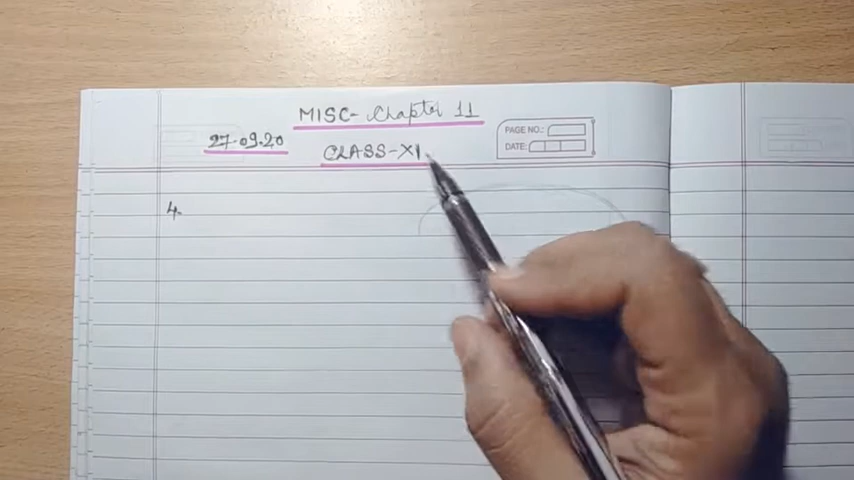 MISC- Chapter 11
27.09.20
CLASS-XI
PAGE NO.:
DATE:
4.